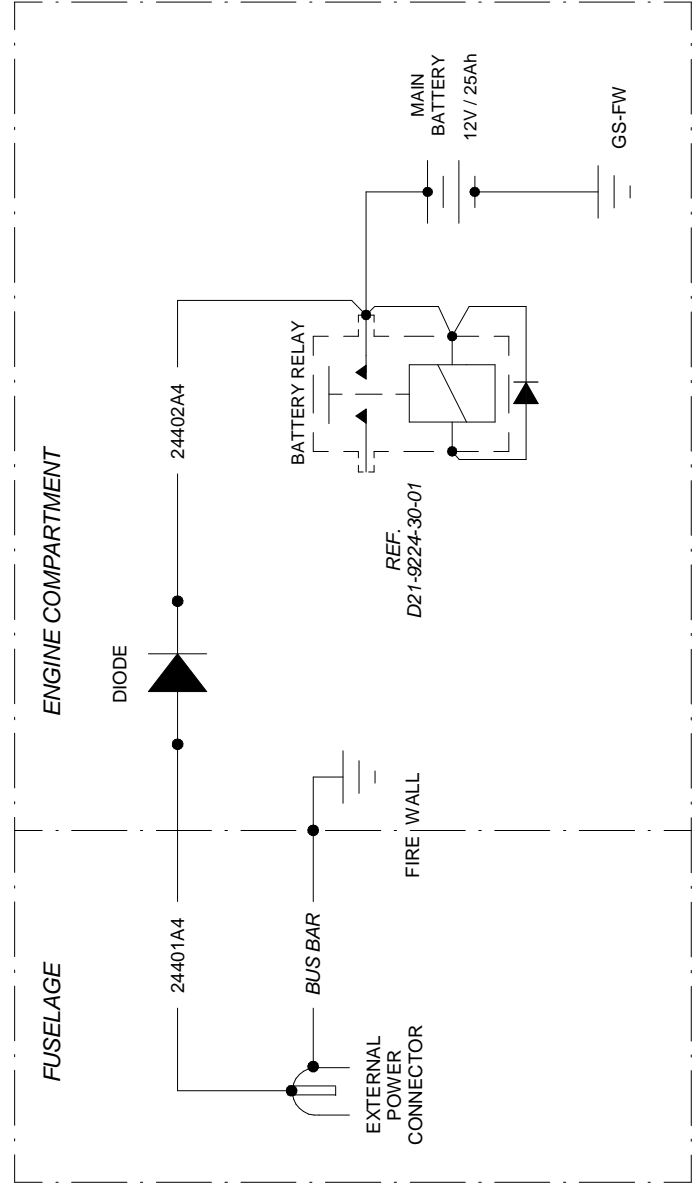 FUSELAGE
ENGINE COMPARTMENT
24401A4
DIODE
24402A4
BUS BAR
FIRE WALL
EXTERNAL
POWER
CONNECTOR
BATTERY RELAY
REF.
D21-9224-30-01
MAIN
BATTERY
12V / 25Ah
GS-FW